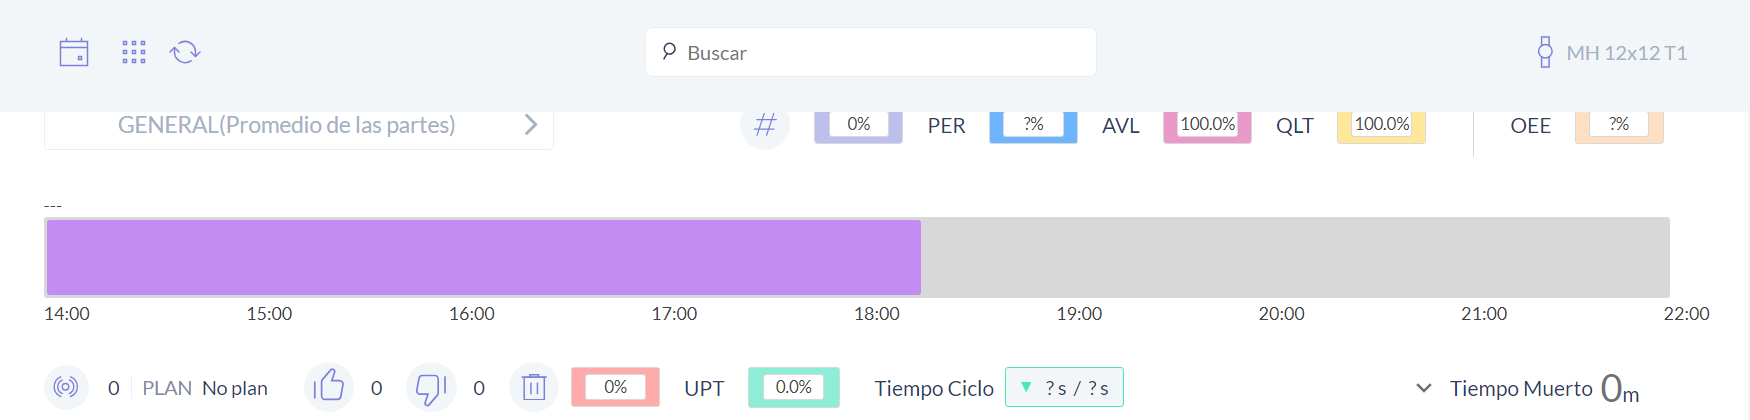 Buscar
MH 12x12 T1
GENERAL(Promedio de las partes)
# 0% PER ?% AVL 100.0% QLT 100.0% OEE ?%
---
14:00 15:00 16:00 17:00 18:00 19:00 20:00 21:00 22:00
0 PLAN No plan 0 0 0% UPT 0.0% Tiempo Ciclo ▼ ?s / ?s Tiempo Muerto 0m